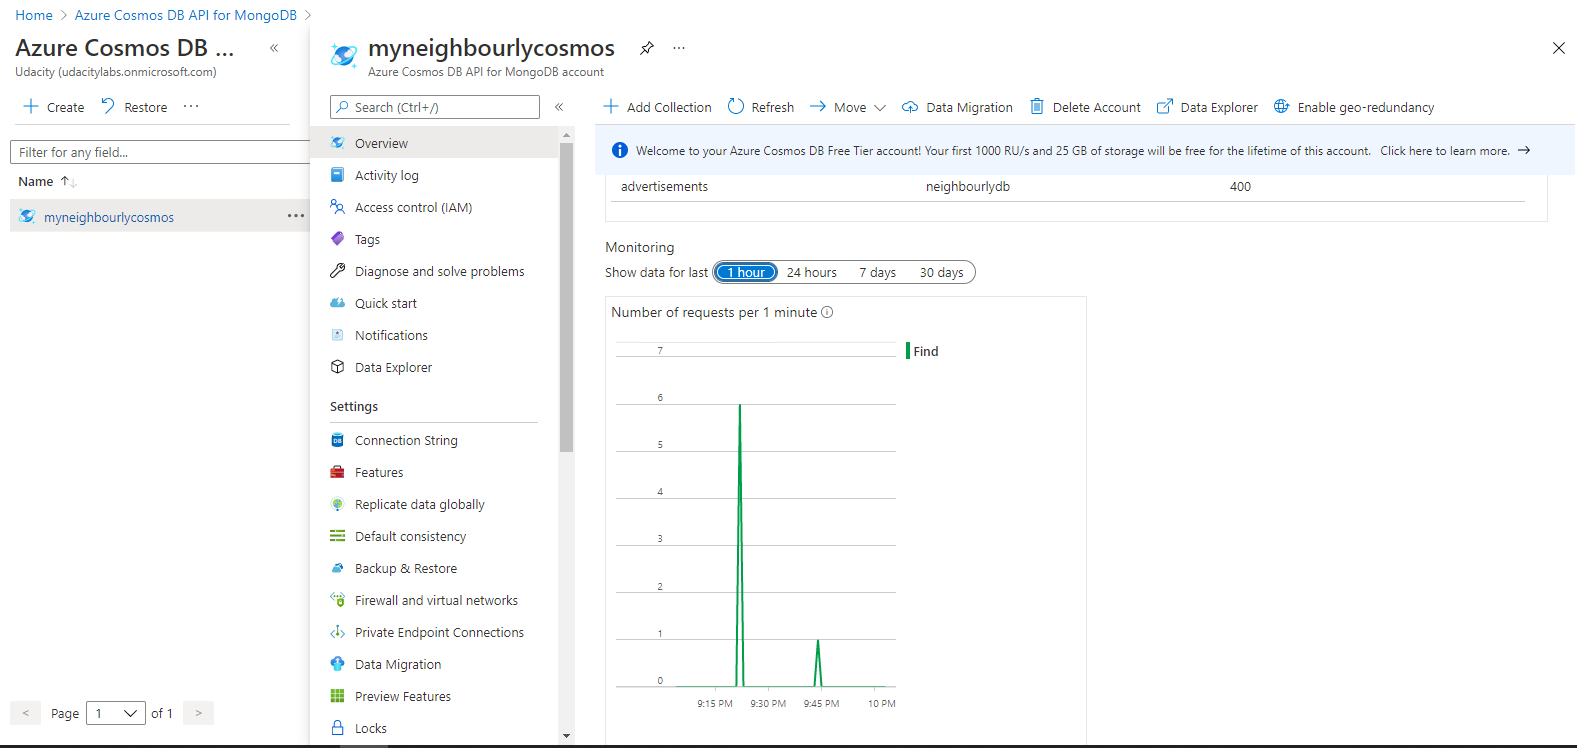 Home > Azure Cosmos DB API for MongoDB >
Azure Cosmos DB ... «
Udacity (udacitylabs.onmicrosoft.com)
+ Create Restore ...
Filter for any field...
Name ↑↓
myneighbourlycosmos ...
< Page 1 of 1 >
myneighbourlycosmos ...
Azure Cosmos DB API for MongoDB account
Search (Ctrl+/) «
Overview
Activity log
Access control (IAM)
Tags
Diagnose and solve problems
Quick start
Notifications
Data Explorer
Settings
Connection String
Features
Replicate data globally
Default consistency
Backup & Restore
Firewall and virtual networks
Private Endpoint Connections
Data Migration
Preview Features
Locks
+ Add Collection Refresh → Move Data Migration Delete Account Data Explorer Enable geo-redundancy
Welcome to your Azure Cosmos DB Free Tier account! Your first 1000 RU/s and 25 GB of storage will be free for the lifetime of this account. Click here to learn more. →
advertisements neighbourlydb 400
Monitoring
Show data for last 1 hour 24 hours 7 days 30 days
Number of requests per 1 minute
7
6
5
4
3
2
1
0
9:15 PM 9:30 PM 9:45 PM 10 PM
Find